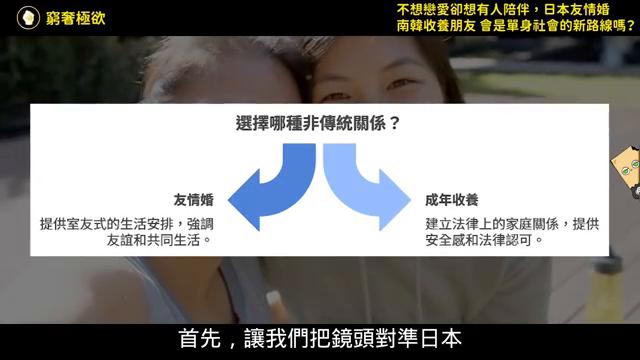 窮奢極欲
不想戀愛卻想有人陪伴，日本友情婚
南韓收養朋友 會是單身社會的新路線嗎?
選擇哪種非傳統關係？
友情婚
提供室友式的生活安排，強調
友誼和共同生活。
成年收養
建立法律上的家庭關係，提供
安全感和法律認可。
首先，讓我們把鏡頭對準日本